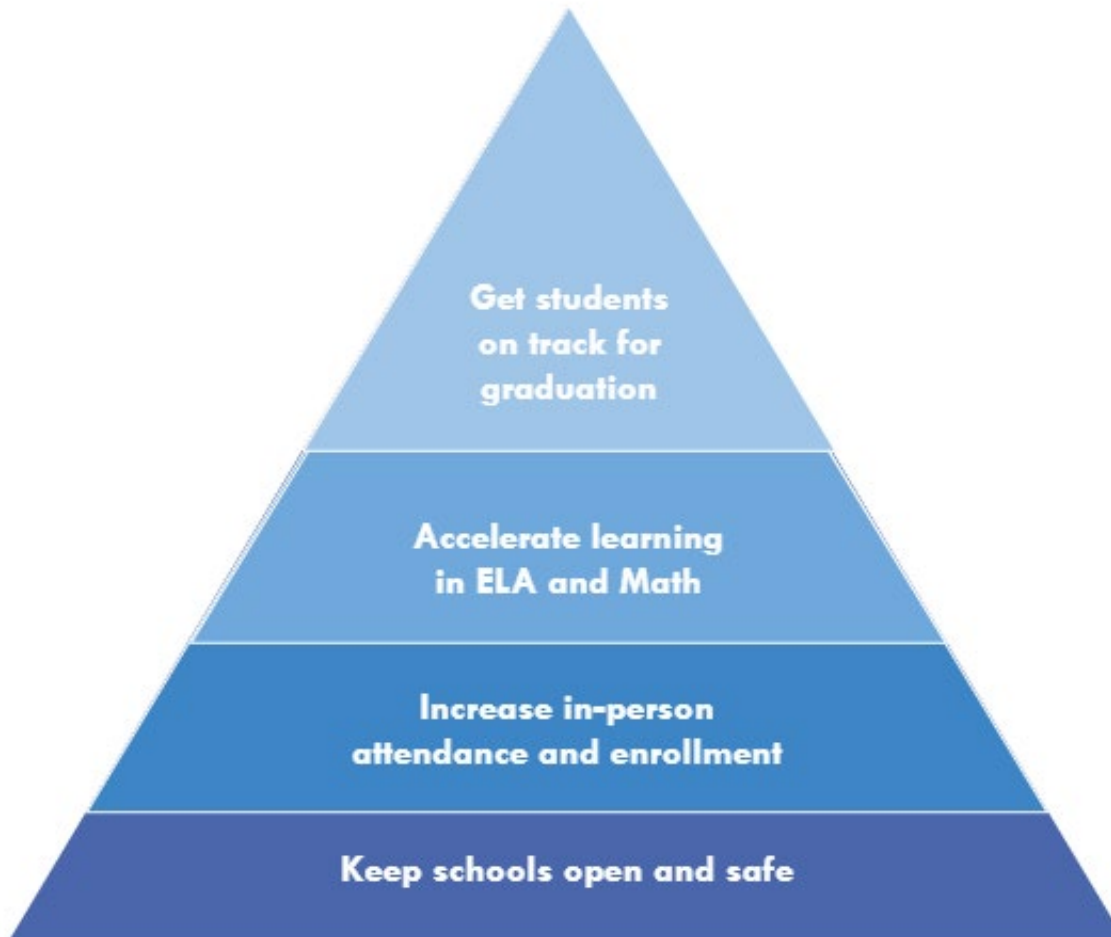 Get students
on track for
graduation
Accelerate learning
in ELA and Math
Increase in-person
attendance and enrollment
Keep schools open and safe